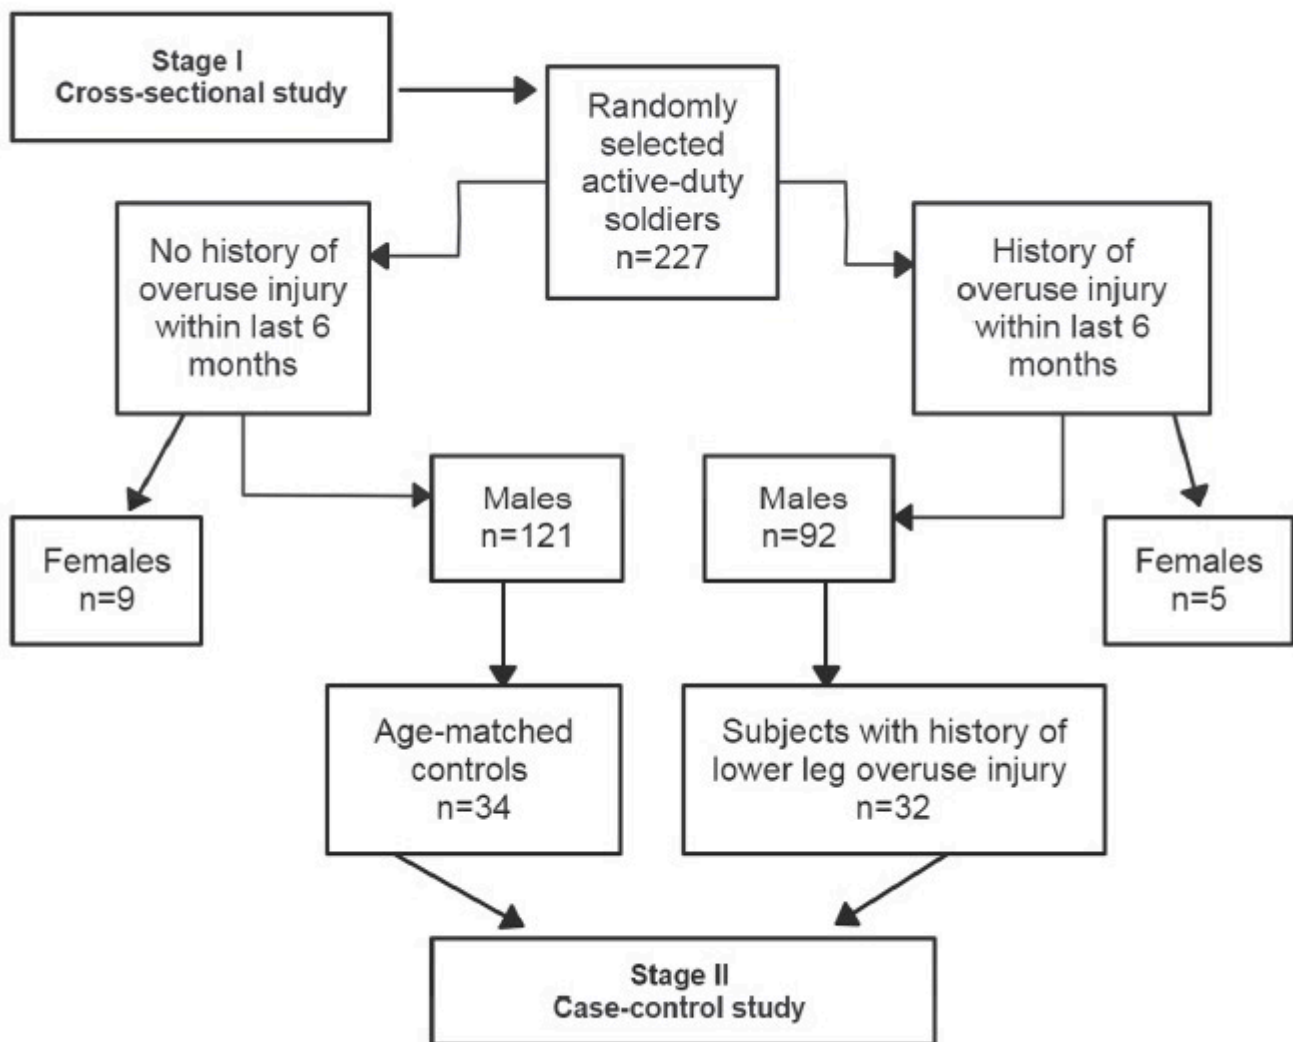 Stage I
Cross-sectional study
Randomly
selected
active-duty
soldiers
n=227
No history of
overuse injury
within last 6
months
History of
overuse injury
within last 6
months
Females
n=9
Males
n=121
Males
n=92
Females
n=5
Age-matched
controls
n=34
Subjects with history of
lower leg overuse injury
n=32
Stage II
Case-control study